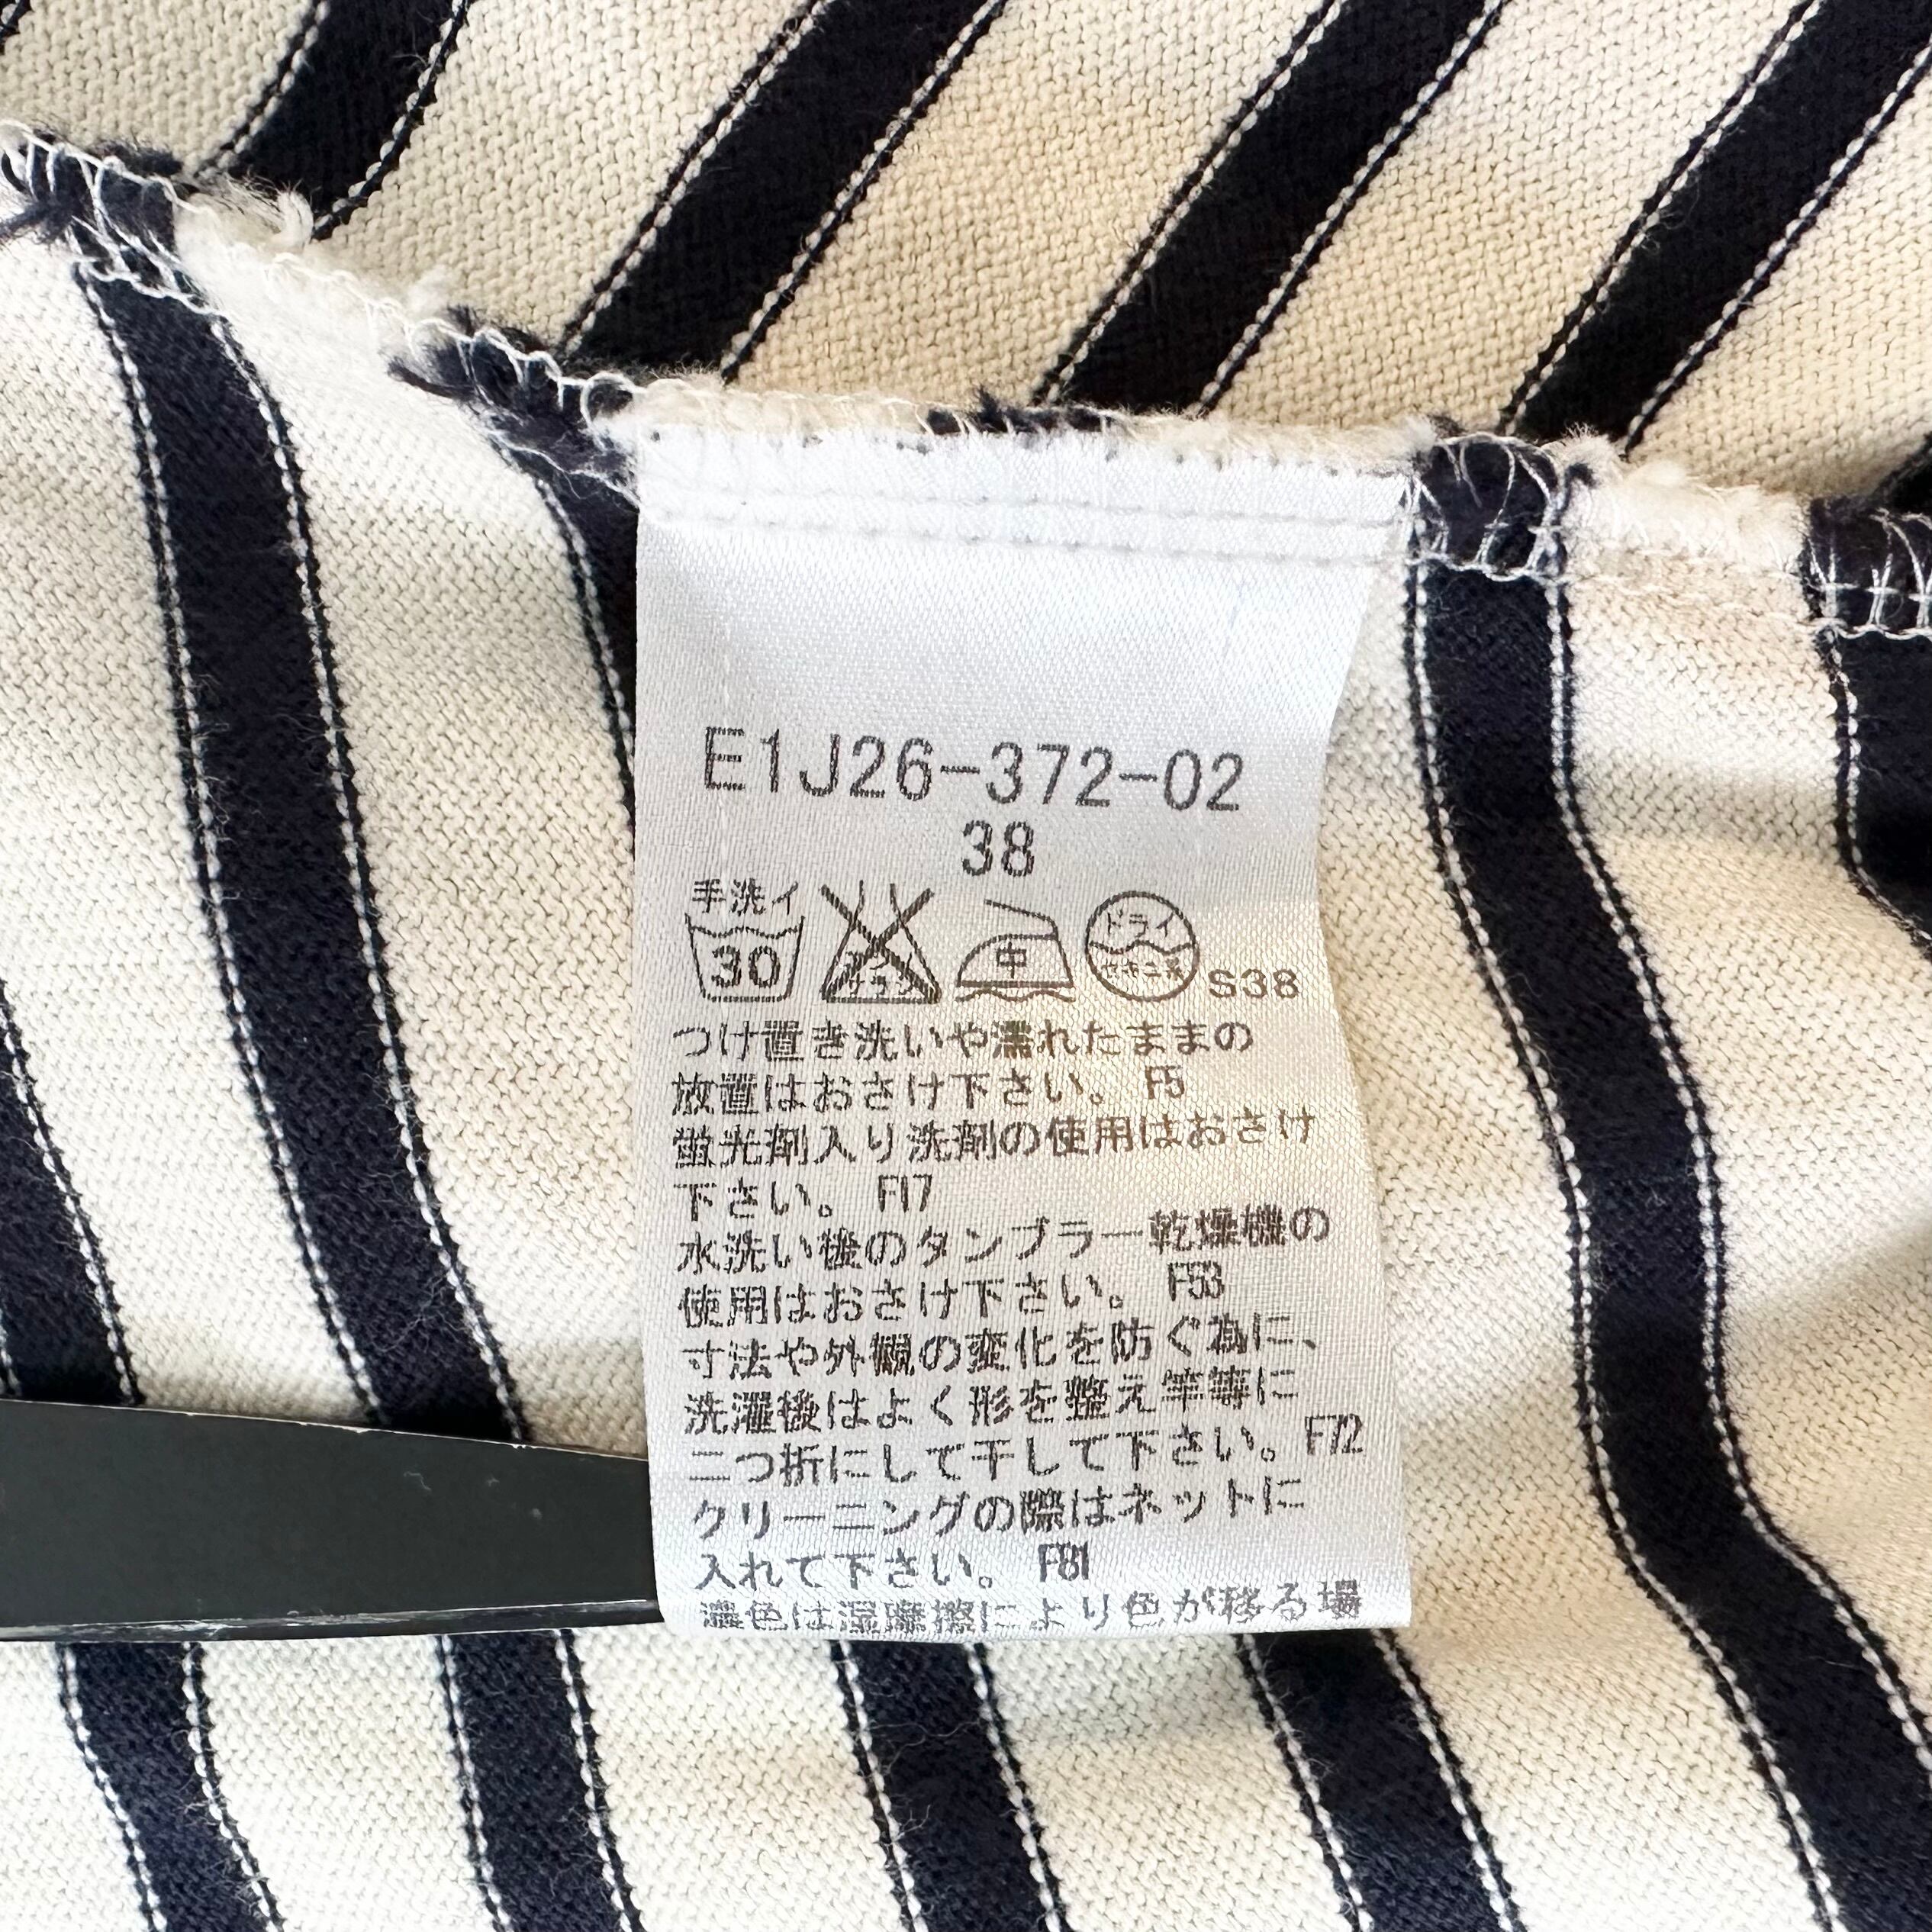 E1J26-372-02
38
手洗イ
30
中
ドライ
セキユ系
S38
つけ置き洗いや濡れたままの
放置はおさけ下さい。 F5
蛍光剤入り洗剤の使用はおさけ
下さい。 F17
水洗い後のタンブラー乾燥機の
使用はおさけ下さい。 F53
寸法や外観の変化を防ぐ為に、
洗濯後はよく形を整え竿等に
二つ折にして干して下さい。 F72
クリーニングの際はネットに
入れて下さい。 F81
濃色は湿摩擦により色が移る場